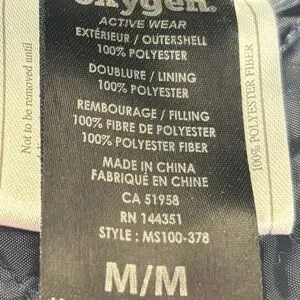 oxygen®
ACTIVE WEAR
EXTÉRIEUR / OUTERSHELL
100% POLYESTER
DOUBLURE / LINING
100% POLYESTER
REMBOURAGE / FILLING
100% FIBRE DE POLYESTER
100% POLYESTER FIBER
MADE IN CHINA
FABRIQUÉ EN CHINE
CA 51958
RN 144351
STYLE : MS100-378
M/M
Not to be removed until
100% POLYESTER FIBER